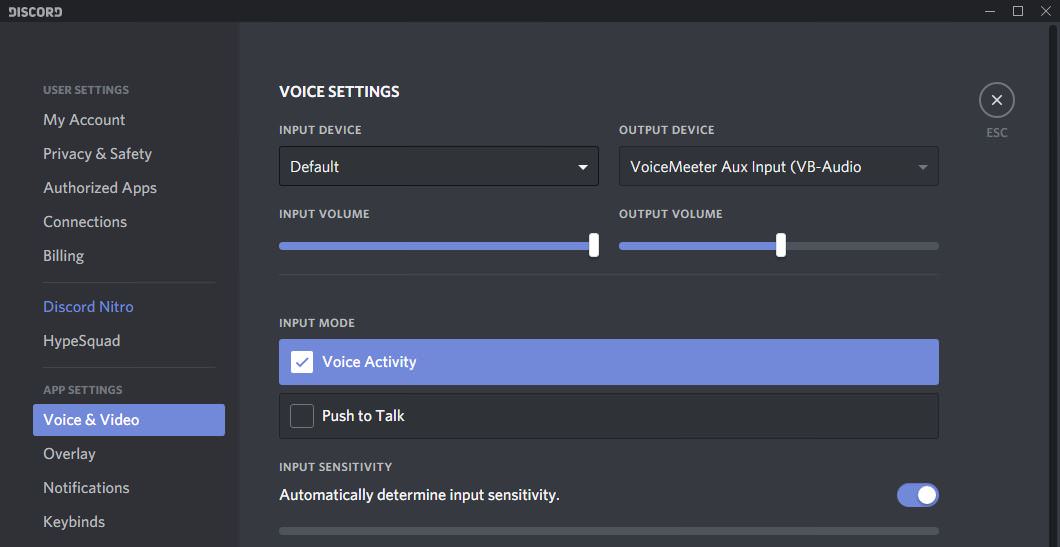 DISCORD
USER SETTINGS
My Account
Privacy & Safety
Authorized Apps
Connections
Billing
Discord Nitro
HypeSquad
APP SETTINGS
Voice & Video
Overlay
Notifications
Keybinds
VOICE SETTINGS
INPUT DEVICE
Default
OUTPUT DEVICE
VoiceMeeter Aux Input (VB-Audio
INPUT VOLUME
OUTPUT VOLUME
INPUT MODE
Voice Activity
Push to Talk
INPUT SENSITIVITY
Automatically determine input sensitivity.
ESC